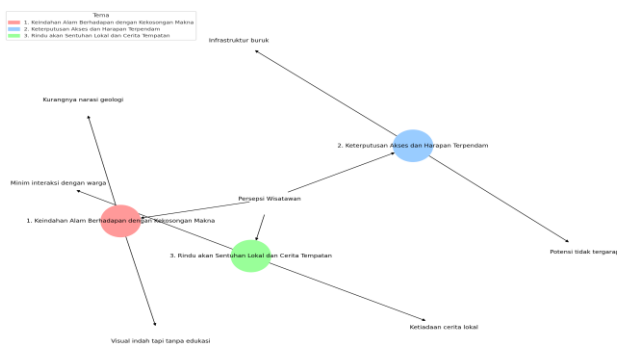 Tema
1. Keindahan Alam Berhadapan dengan Kekosongan Makna
2. Keterputusan Akses dan Harapan Terpendam
3. Rindu akan Sentuhan Lokal dan Cerita Tempatan
Infrastruktur buruk
Kurangnya narasi geologi
2. Keterputusan Akses dan Harapan Terpendam
Minim interaksi dengan warga
Persepsi Wisatawan
1. Keindahan Alam Berhadapan dengan Kekosongan Makna
3. Rindu akan Sentuhan Lokal dan Cerita Tempatan
Potensi tidak tergarap
Ketiadaan cerita lokal
Visual indah tapi tanpa edukasi